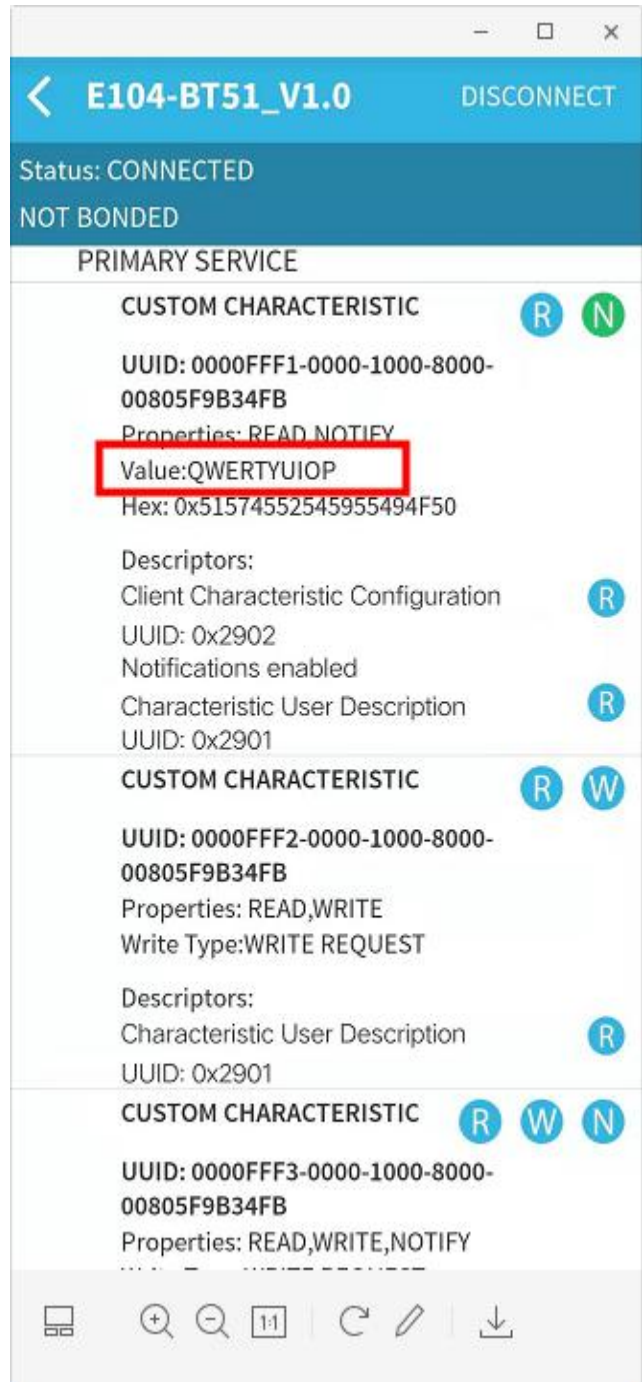 E104-BT51_V1.0 DISCONNECT
Status: CONNECTED
NOT BONDED
PRIMARY SERVICE
CUSTOM CHARACTERISTIC R N
UUID: 0000FFF1-0000-1000-8000-
00805F9B34FB
Properties: READ,NOTIFY
Value:QWERTYUIOP
Hex: 0x51574552545955494F50
Descriptors:
Client Characteristic Configuration R
UUID: 0x2902
Notifications enabled
Characteristic User Description R
UUID: 0x2901
CUSTOM CHARACTERISTIC R W
UUID: 0000FFF2-0000-1000-8000-
00805F9B34FB
Properties: READ,WRITE
Write Type:WRITE REQUEST
Descriptors:
Characteristic User Description R
UUID: 0x2901
CUSTOM CHARACTERISTIC R W N
UUID: 0000FFF3-0000-1000-8000-
00805F9B34FB
Properties: READ,WRITE,NOTIFY
1:1